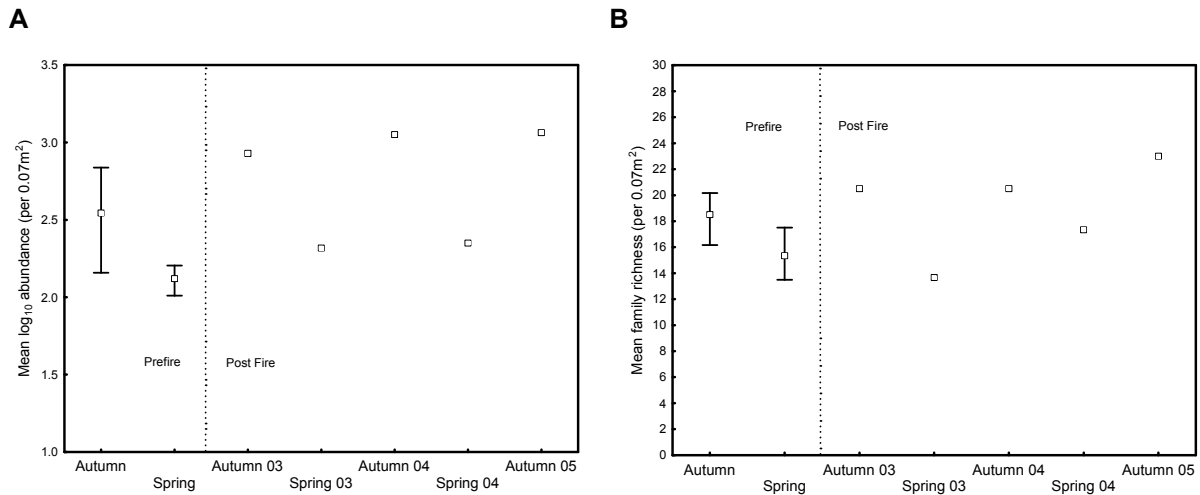 A
Mean log₁₀ abundance (per 0.07m²)
3.5
3.0
2.5
2.0
1.5
1.0
Prefire
Post Fire
Autumn
Spring
Autumn 03
Spring 03
Autumn 04
Spring 04
Autumn 05
B
Mean family richness (per 0.07m²)
30
28
26
24
22
20
18
16
14
12
10
8
6
4
2
0
Prefire
Post Fire
Autumn
Spring
Autumn 03
Spring 03
Autumn 04
Spring 04
Autumn 05